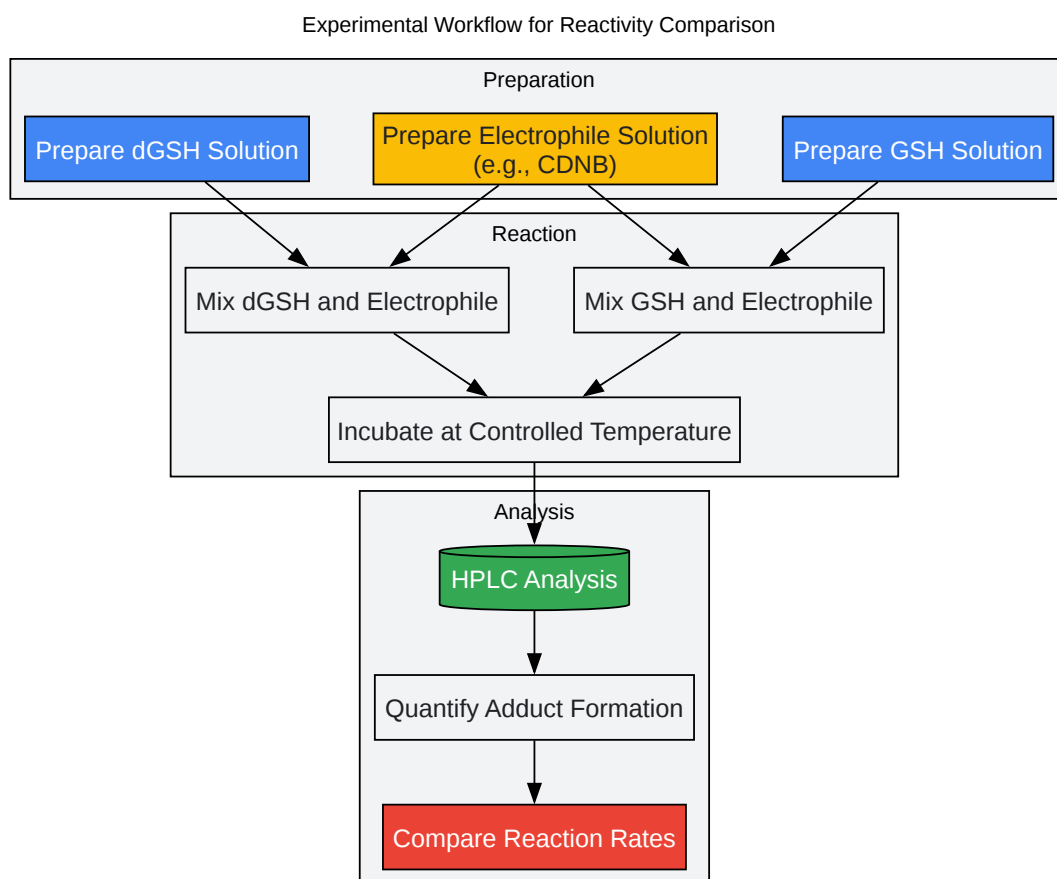 Experimental Workflow for Reactivity Comparison
Preparation
Prepare dGSH Solution
Prepare Electrophile Solution
(e.g., CDNB)
Prepare GSH Solution
Reaction
Mix dGSH and Electrophile
Mix GSH and Electrophile
Incubate at Controlled Temperature
Analysis
HPLC Analysis
Quantify Adduct Formation
Compare Reaction Rates